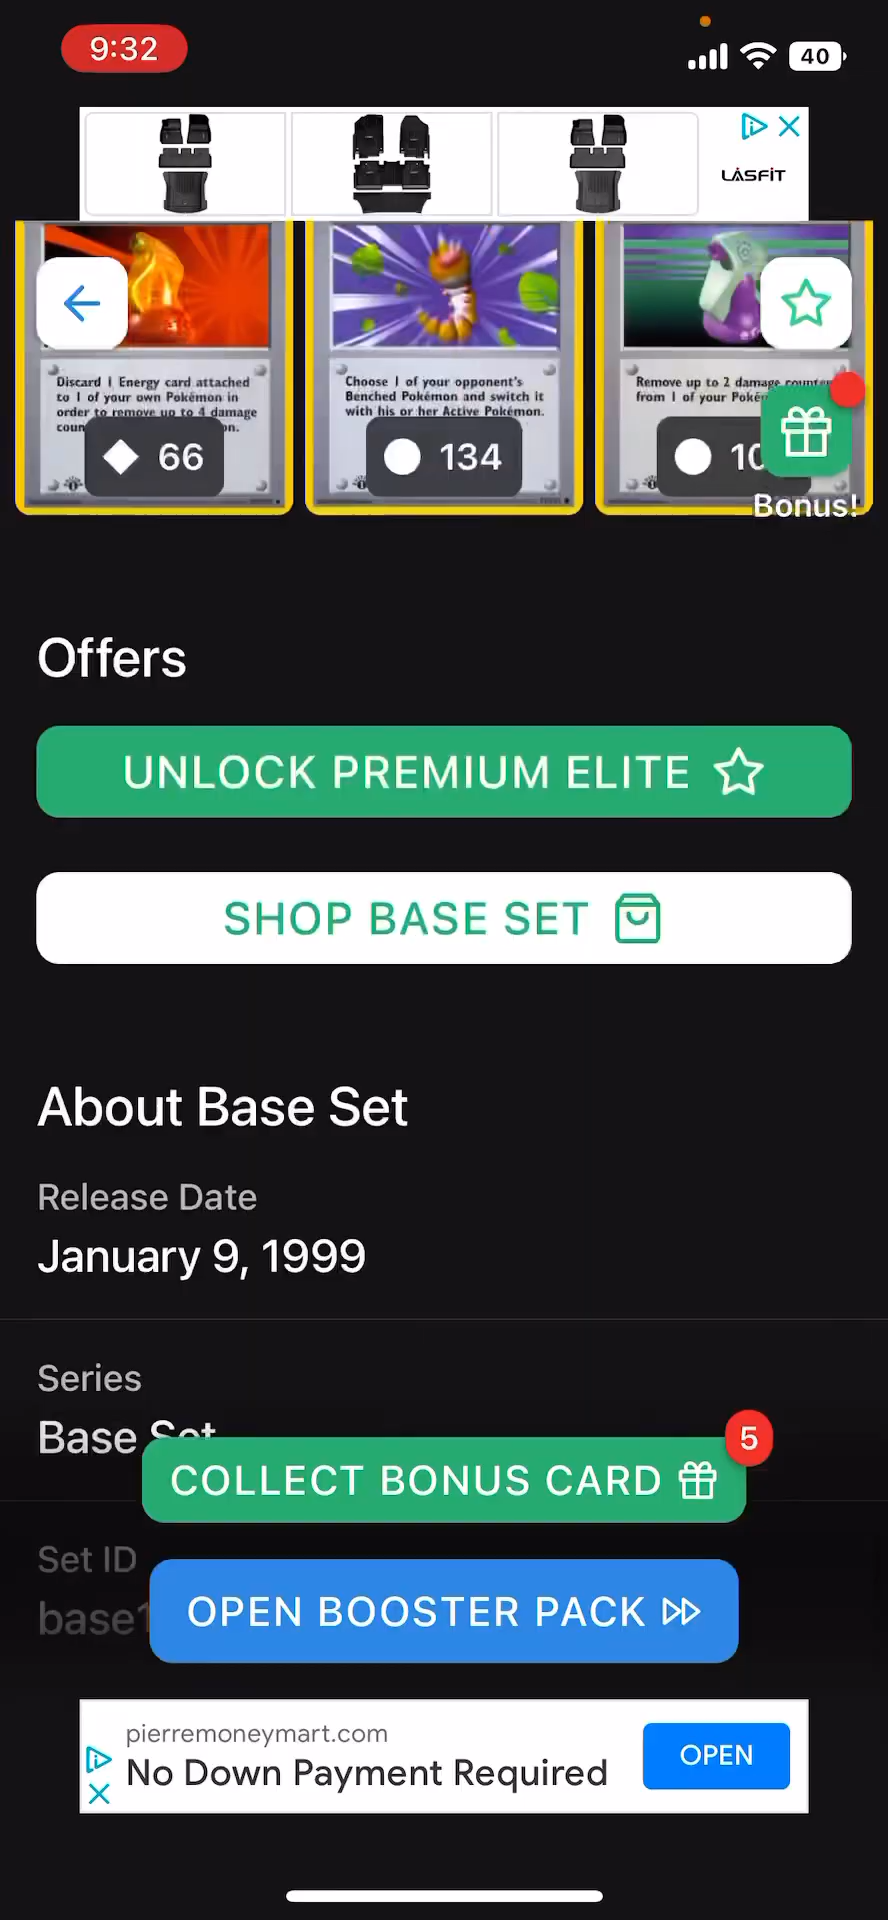 9:32
40
LASFIT
Discard 1 Energy card attached
to 1 of your own Pokémon in
order to remove up to 4 damage
Choose 1 of your opponent's
Benched Pokémon and switch it
with his or her Active Pokémon.
Remove up to 2 damage
from 1 of your
66
134
Bonus!
Offers
UNLOCK PREMIUM ELITE
SHOP BASE SET
About Base Set
Release Date
January 9, 1999
Series
Base Set
5
COLLECT BONUS CARD
Set ID
base1
OPEN BOOSTER PACK
pierremoneymart.com
No Down Payment Required
OPEN